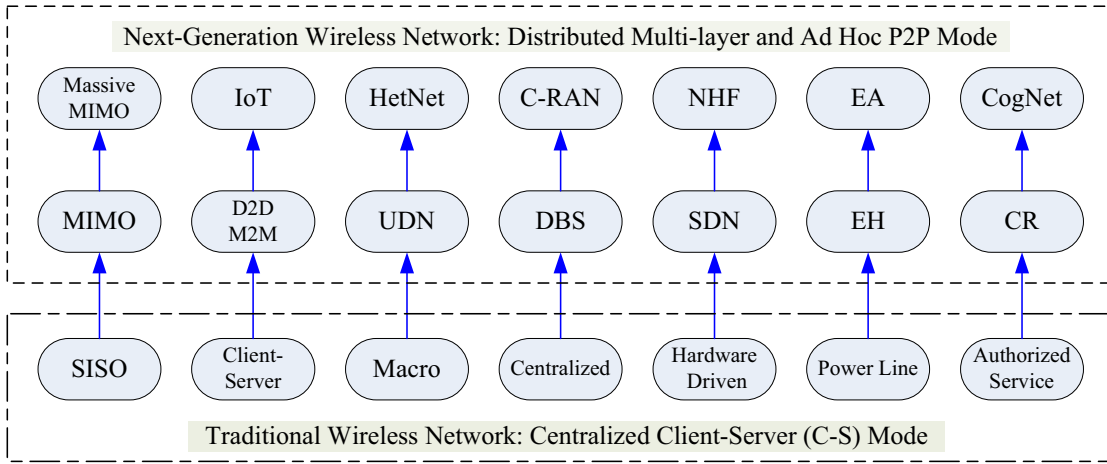 Next-Generation Wireless Network: Distributed Multi-layer and Ad Hoc P2P Mode
Massive
MIMO
IoT
HetNet
C-RAN
NHF
EA
CogNet
MIMO
D2D
M2M
UDN
DBS
SDN
EH
CR
SISO
Client-
Server
Macro
Centralized
Hardware
Driven
Power Line
Authorized
Service
Traditional Wireless Network: Centralized Client-Server (C-S) Mode